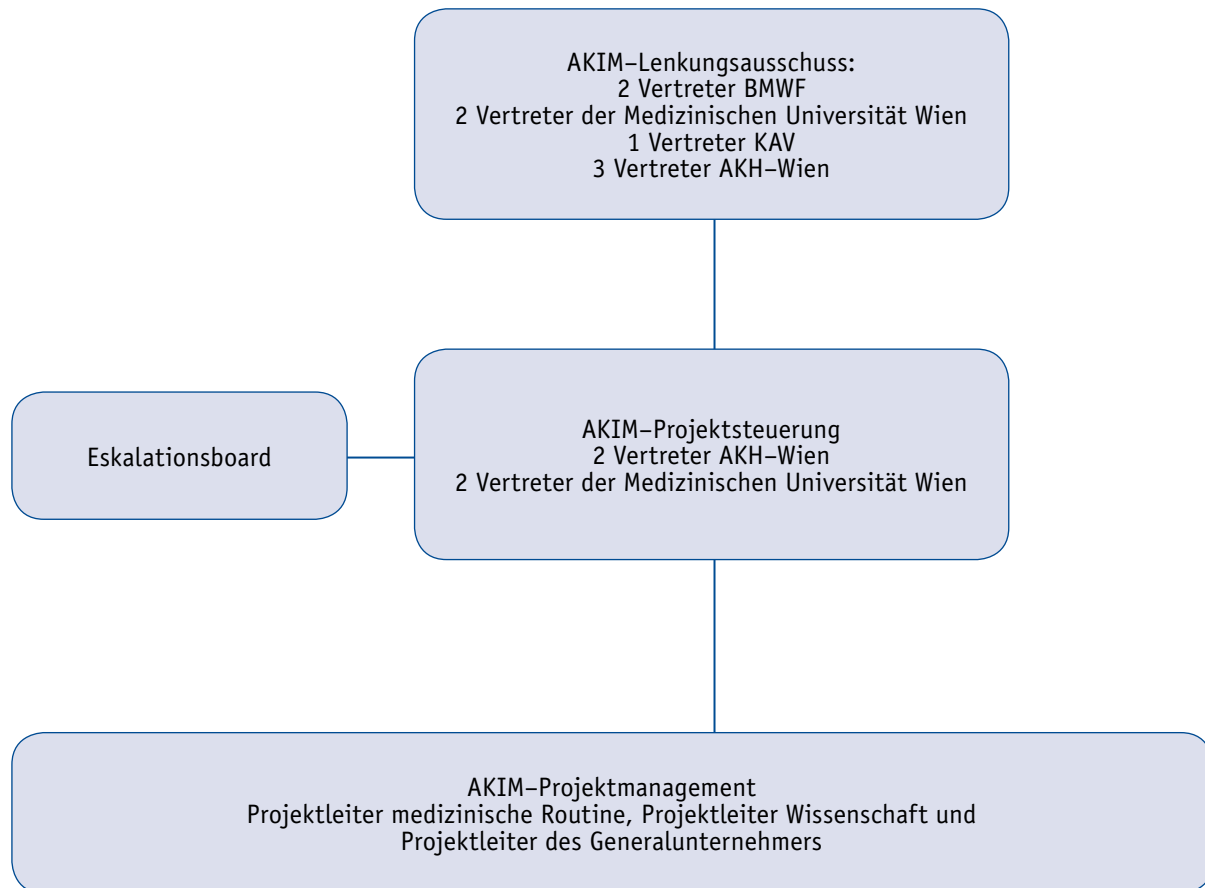 AKIM–Lenkungsausschuss:
2 Vertreter BMWF
2 Vertreter der Medizinischen Universität Wien
1 Vertreter KAV
3 Vertreter AKH–Wien
Eskalationsboard
AKIM–Projektsteuerung
2 Vertreter AKH–Wien
2 Vertreter der Medizinischen Universität Wien
AKIM–Projektmanagement
Projektleiter medizinische Routine, Projektleiter Wissenschaft und
Projektleiter des Generalunternehmers